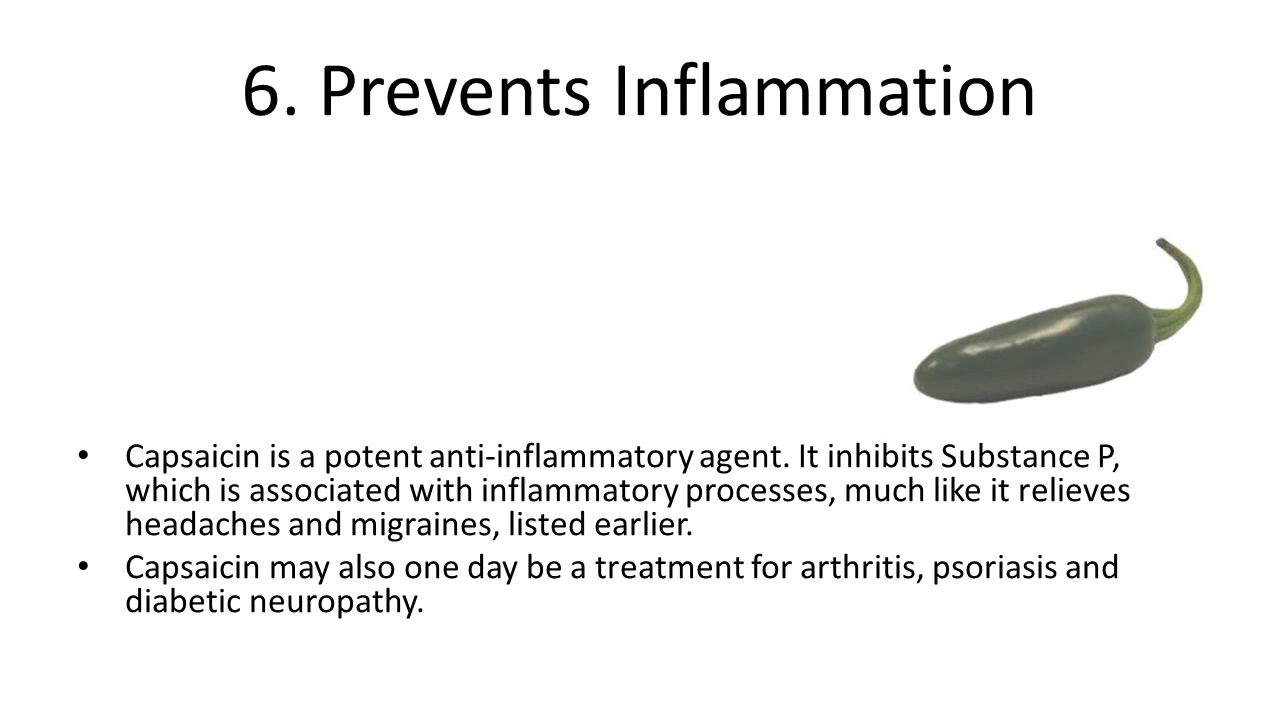 6. Prevents Inflammation
• Capsaicin is a potent anti-inflammatory agent. It inhibits Substance P,
which is associated with inflammatory processes, much like it relieves
headaches and migraines, listed earlier.
• Capsaicin may also one day be a treatment for arthritis, psoriasis and
diabetic neuropathy.